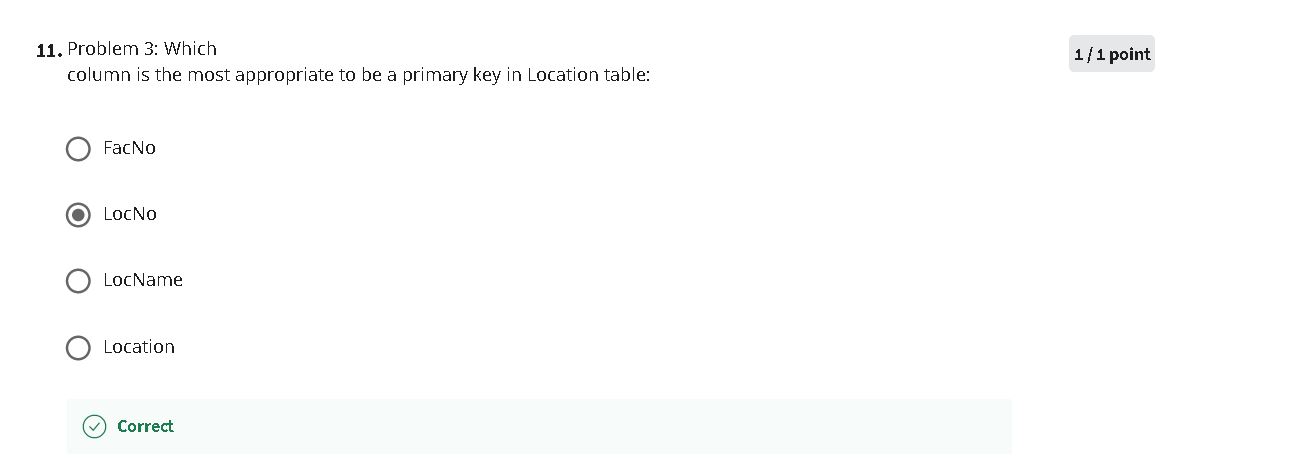 11. Problem 3: Which
column is the most appropriate to be a primary key in Location table:
1 / 1 point
FacNo
LocNo
LocName
Location
Correct